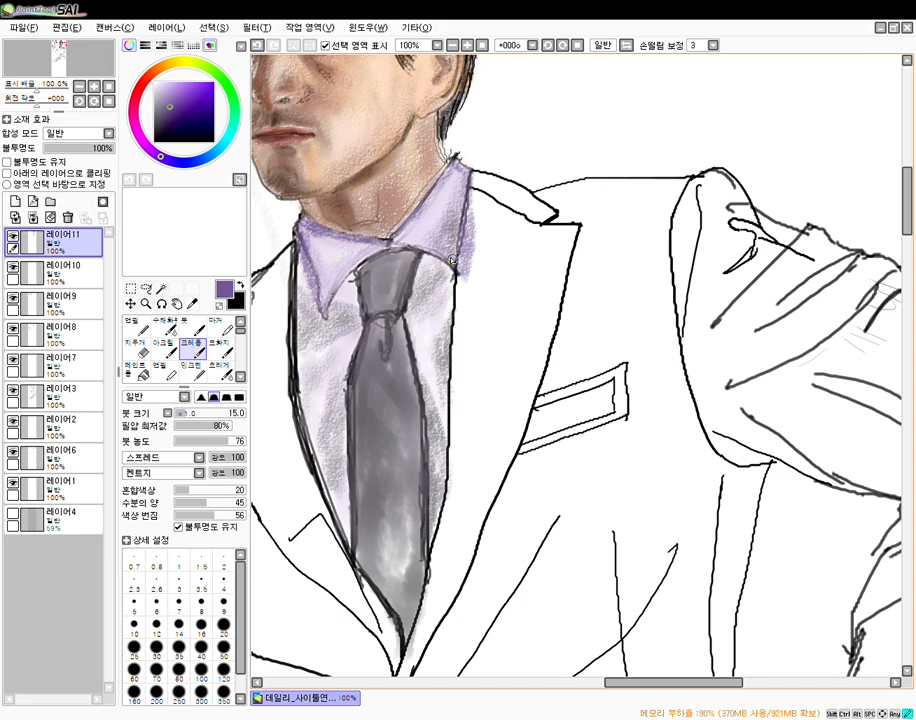 PaintTool SAI
파일(F) 편집(E) 캔버스(C) 레이어(L) 선택(S) 필터(T) 작업 영역(V) 윈도우(W) 기타(O)
선택 영역 표시 100% +000° 일반 손떨림 보정 3
표시 배율 100.0%
회전 각도 +000
소재 효과
합성 모드 일반
불투명도 100%
불투명도 유지
아래의 레이어으로 클리핑
영역 선택 바탕으로 지정
레이어11
일반
100%
레이어10
일반
100%
레이어9
일반
100%
레이어8
일반
100%
레이어7
일반
100%
레이어3
일반
100%
레이어2
일반
100%
레이어6
일반
100%
레이어1
일반
100%
레이어4
일반
59%
연필 수채화 붓 마커
지우개 아크릴 크레용 모화지
페인트통 연필 잉크펜 흐리게
일반
붓 크기 x1.0 15.0
필압 최저값 80%
붓 농도 76
스프레드 강도 100
켄트지 강도 100
혼합색상 20
수분의 양 45
색상 번짐 56
불투명도 유지
상세 설정
0.7 0.8 1 1.5 2
2.3 2.6 3 3.5 4
5 6 7 8 9
10 12 14 16 20
25 30 35 40 50
60 70 80 100 120
160 200 250 300 350
데일리_사이툴연... 100%
메모리 부하율 :90% (370MB 사용/921MB 확보)
Shift Ctrl Alt SPC Any